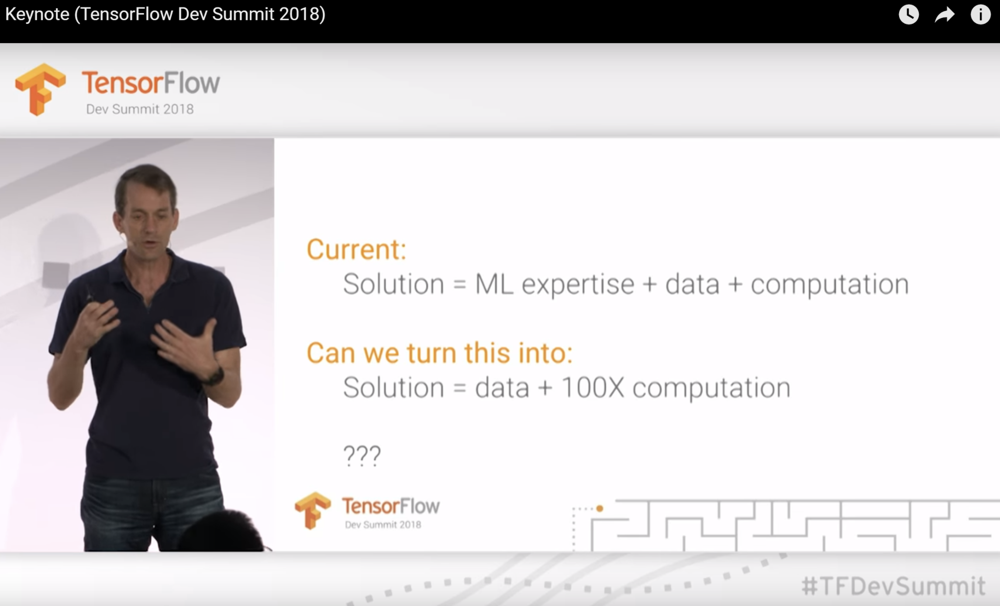 Keynote (TensorFlow Dev Summit 2018)
TensorFlow
Dev Summit 2018
Current:
Solution = ML expertise + data + computation
Can we turn this into:
Solution = data + 100X computation
???
TensorFlow
Dev Summit 2018
#TFDevSummit